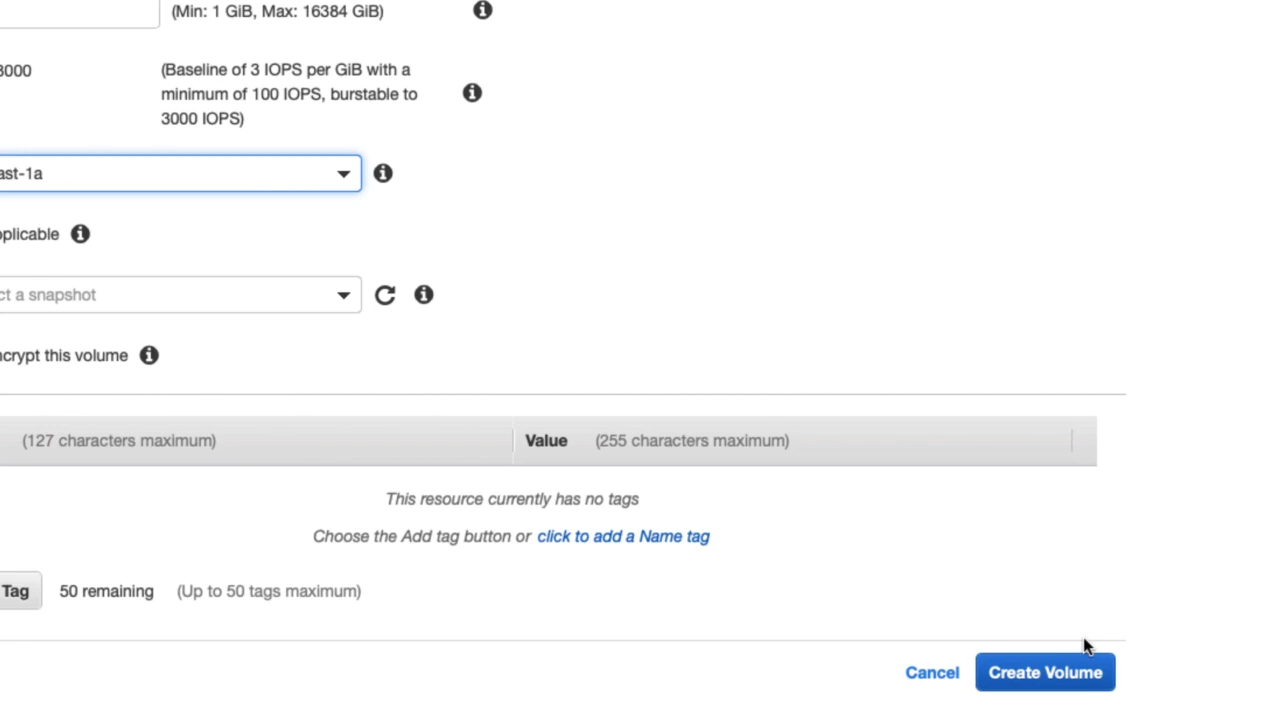 (Min: 1 GiB, Max: 16384 GiB)
3000
(Baseline of 3 IOPS per GiB with a
minimum of 100 IOPS, burstable to
3000 IOPS)
ast-1a
plicable
ct a snapshot
ncrypt this volume
(127 characters maximum)
Value (255 characters maximum)
This resource currently has no tags
Choose the Add tag button or click to add a Name tag
Tag
50 remaining (Up to 50 tags maximum)
Cancel
Create Volume